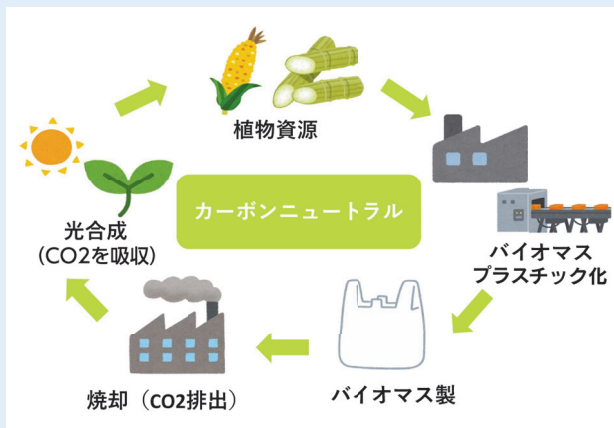 植物資源
カーボンニュートラル
光合成
(CO2を吸収)
バイオマス
プラスチック化
焼却（CO2排出）
バイオマス製